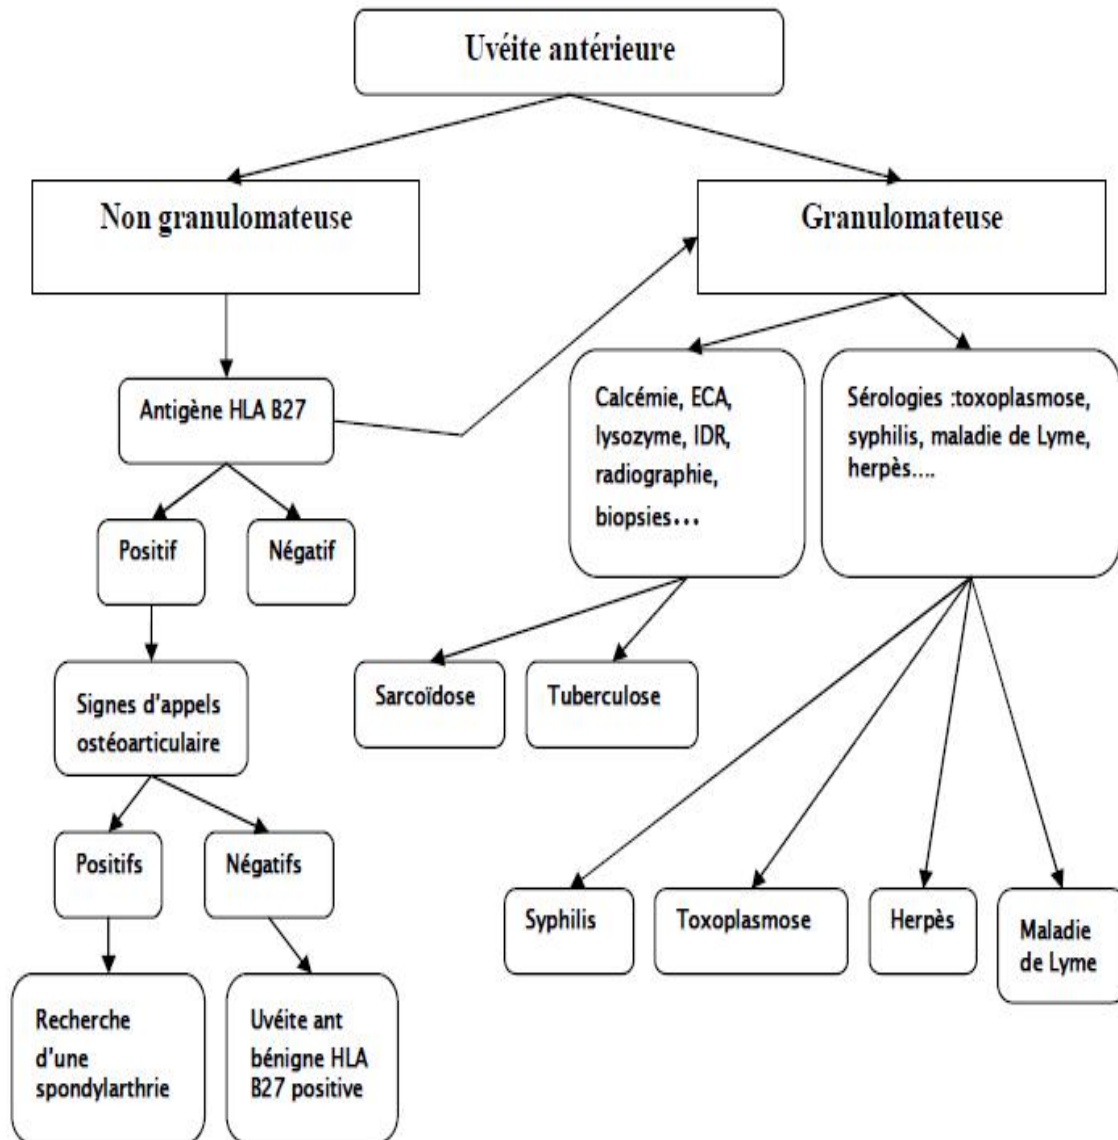 Uvéite antérieure
Non granulomateuse
Granulomateuse
Antigène HLA B27
Calcémie, ECA,
lysozyme, IDR,
radiographie,
biopsies...
Sérologies :toxoplasmose,
syphilis, maladie de Lyme,
herpès....
Positif
Négatif
Signes d'appels
ostéoarticulaire
Sarcoïdose
Tuberculose
Positifs
Négatifs
Syphilis
Toxoplasmose
Herpès
Maladie
de Lyme
Recherche
d'une
spondylarthrie
Uvéite ant
bénigne HLA
B27 positive